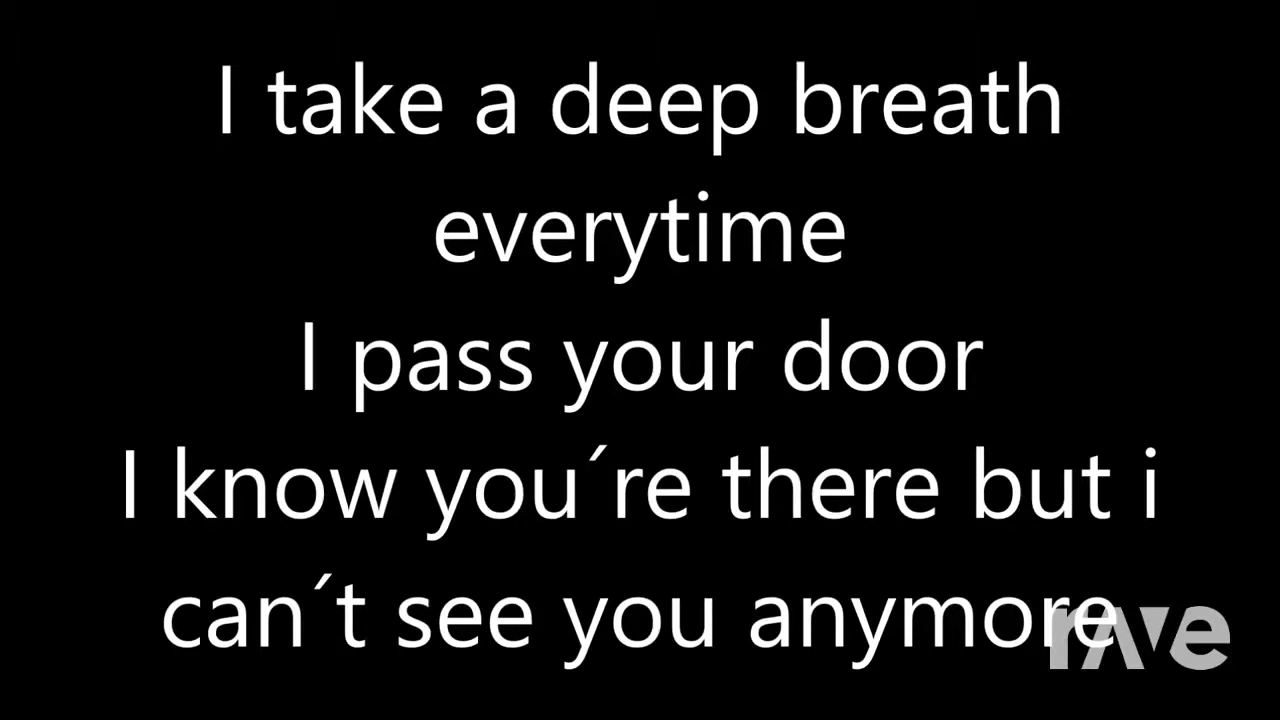 I take a deep breath
everytime
I pass your door
I know you´re there but i
can´t see you anymore
rave